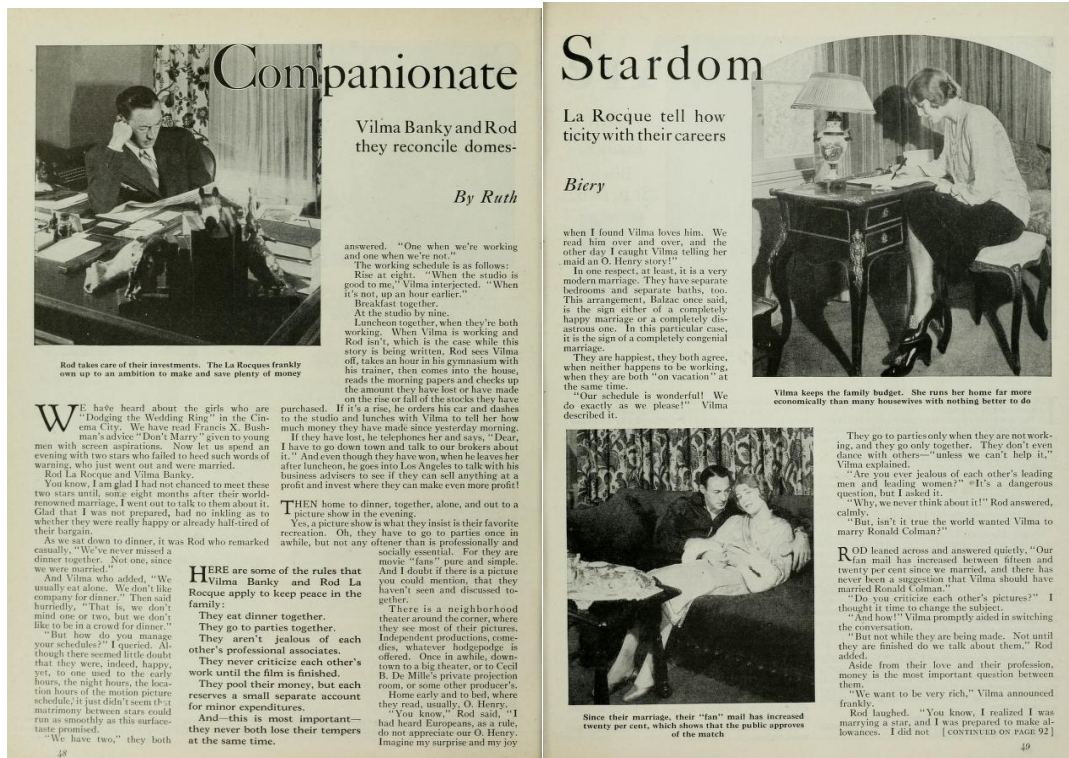 Companionate
Stardom
Vilma Banky and Rod
they reconcile domes-
La Rocque tell how
ticity with their careers
By Ruth
Biery
Rod takes care of their investments. The La Rocques frankly
own up to an ambition to make and save plenty of money
WE have heard about the girls who are
"Dodging the Wedding Ring" in the Cin-
ema City. We have read Francis X. Bush-
man's advice "Don't Marry" given to young
men with screen aspirations. Now let us spend an
evening with two stars who failed to heed such words of
warning, who just went out and were married.
Rod La Rocque and Vilma Banky.
You know, I am glad I had not chanced to meet these
two stars until, some eight months after their world-
renowned marriage, I went out to talk to them about it.
Glad that I was not prepared, had no inkling as to
whether they were really happy or already half-tired of
their bargain.
As we sat down to dinner, it was Rod who remarked
casually, "We've never missed a
dinner together. Not one, since
we were married."
And Vilma who added, "We
usually eat alone. We don't like
company for dinner." Then said
hurriedly, "That is, we don't
mind one or two, but we don't
like to be in a crowd for dinner."
"But how do you manage
your schedules?" I queried. Al-
though there seemed little doubt
that they were, indeed, happy,
yet, to one used to the early
hours, the night hours, the loca-
tion hours of the motion picture
schedule, it just didn't seem that
matrimony between stars could
run as smoothly as this surface-
taste promised.
"We have two," they both
48
HERE are some of the rules that
Vilma Banky and Rod La
Rocque apply to keep peace in the
family:
They eat dinner together.
They go to parties together.
They aren't jealous of each
other's professional associates.
They never criticize each other's
work until the film is finished.
They pool their money, but each
reserves a small separate account
for minor expenditures.
And—this is most important—
they never both lose their tempers
at the same time.
answered. "One when we're working
and one when we're not."
The working schedule is as follows:
Rise at eight. "When the studio is
good to me," Vilma interjected. "When
it's not, up an hour earlier."
Breakfast together.
At the studio by nine.
Luncheon together, when they're both
working. When Vilma is working and
Rod isn't, which is the case while this
story is being written, Rod sees Vilma
off, takes an hour in his gymnasium with
his trainer, then comes into the house,
reads the morning papers and checks up
the amount they have lost or have made
on the rise or fall of the stocks they have
purchased. If it's a rise, he orders his car and dashes
to the studio and lunches with Vilma to tell her how
much money they have made since yesterday morning.
If they have lost, he telephones her and says, "Dear,
I have to go down town and talk to our brokers about
it." And even though they have won, when he leaves her
after luncheon, he goes into Los Angeles to talk with his
business advisers to see if they can sell anything at a
profit and invest where they can make even more profit!
THEN home to dinner, together, alone, and out to a
picture show in the evening.
Yes, a picture show is what they insist is their favorite
recreation. Oh, they have to go to parties once in
awhile, but not any oftener than is professionally and
socially essential. For they are
movie "fans" pure and simple.
And I doubt if there is a picture
you could mention, that they
haven't seen and discussed to-
gether.
There is a neighborhood
theater around the corner, where
they see most of their pictures.
Independent productions, come-
dies, whatever hodgepodge is
offered. Once in awhile, down-
town to a big theater, or to Cecil
B. De Mille's private projection
room, or some other producer's.
Home early and to bed, where
they read, usually, O. Henry.
"You know," Rod said, "I
had heard Europeans, as a rule,
do not appreciate our O. Henry.
Imagine my surprise and my joy
when I found Vilma loves him. We
read him over and over, and the
other day I caught Vilma telling her
maid an O. Henry story!"
In one respect, at least, it is a very
modern marriage. They have separate
bedrooms and separate baths, too.
This arrangement, Balzac once said,
is the sign either of a completely
happy marriage or a completely dis-
astrous one. In this particular case,
it is the sign of a completely congenial
marriage.
They are happiest, they both agree,
when neither happens to be working,
when they are both "on vacation" at
the same time.
"Our schedule is wonderful! We
do exactly as we please!" Vilma
described it.
Vilma keeps the family budget. She runs her home far more
economically than many housewives with nothing better to do
Since their marriage, their "fan" mail has increased
twenty per cent, which shows that the public approves
of the match
They go to parties only when they are not work-
ing, and they go only together. They don't even
dance with others—"unless we can't help it,"
Vilma explained.
"Are you ever jealous of each other's leading
men and leading women?" It's a dangerous
question, but I asked it.
"Why, we never think about it!" Rod answered,
calmly.
"But, isn't it true the world wanted Vilma to
marry Ronald Colman?"
ROD leaned across and answered quietly, "Our
fan mail has increased between fifteen and
twenty per cent since we married, and there has
never been a suggestion that Vilma should have
married Ronald Colman."
"Do you criticize each other's pictures?" I
thought it time to change the subject.
"And how!" Vilma promptly aided in switching
the conversation.
"But not while they are being made. Not until
they are finished do we talk about them," Rod
added.
Aside from their love and their profession,
money is the most important question between
them.
"We want to be very rich," Vilma announced
frankly.
Rod laughed. "You know, I realized I was
marrying a star, and I was prepared to make al-
lowances. I did not [CONTINUED ON PAGE 92]
49